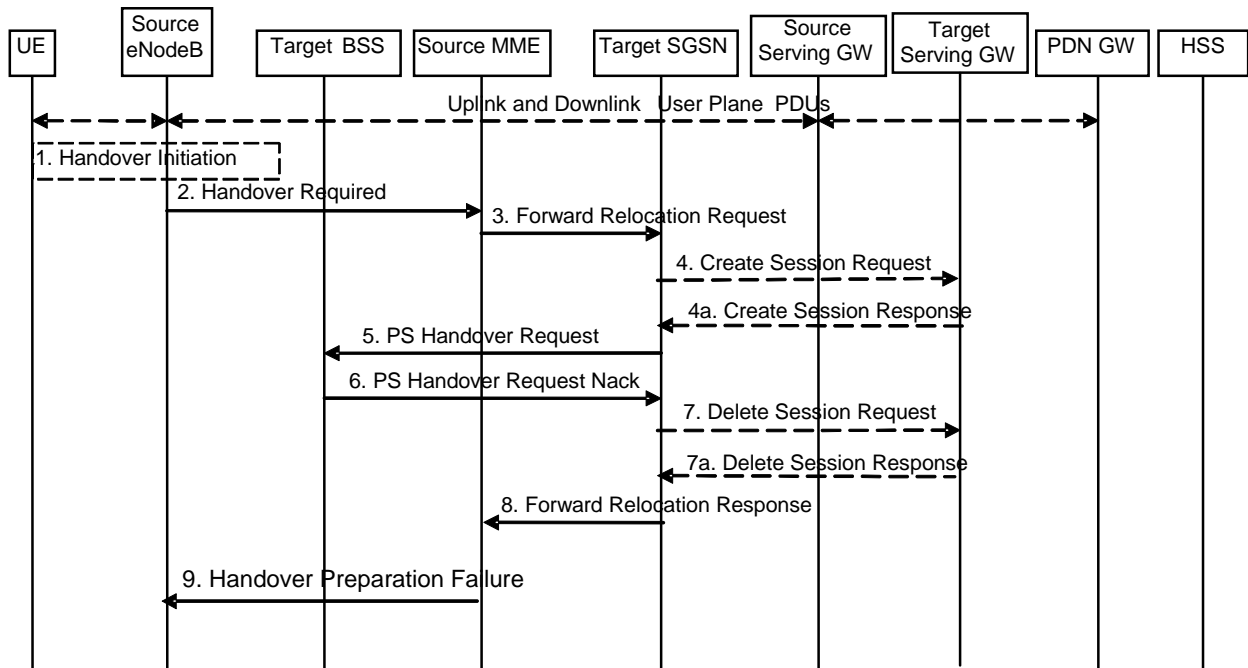 UE
Source
eNodeB
Target BSS
Source MME
Target SGSN
Source
Serving GW
Target
Serving GW
PDN GW
HSS
Uplink and Downlink User Plane PDUs
1. Handover Initiation
2. Handover Required
3. Forward Relocation Request
4. Create Session Request
4a. Create Session Response
5. PS Handover Request
6. PS Handover Request Nack
7. Delete Session Request
7a. Delete Session Response
8. Forward Relocation Response
9. Handover Preparation Failure